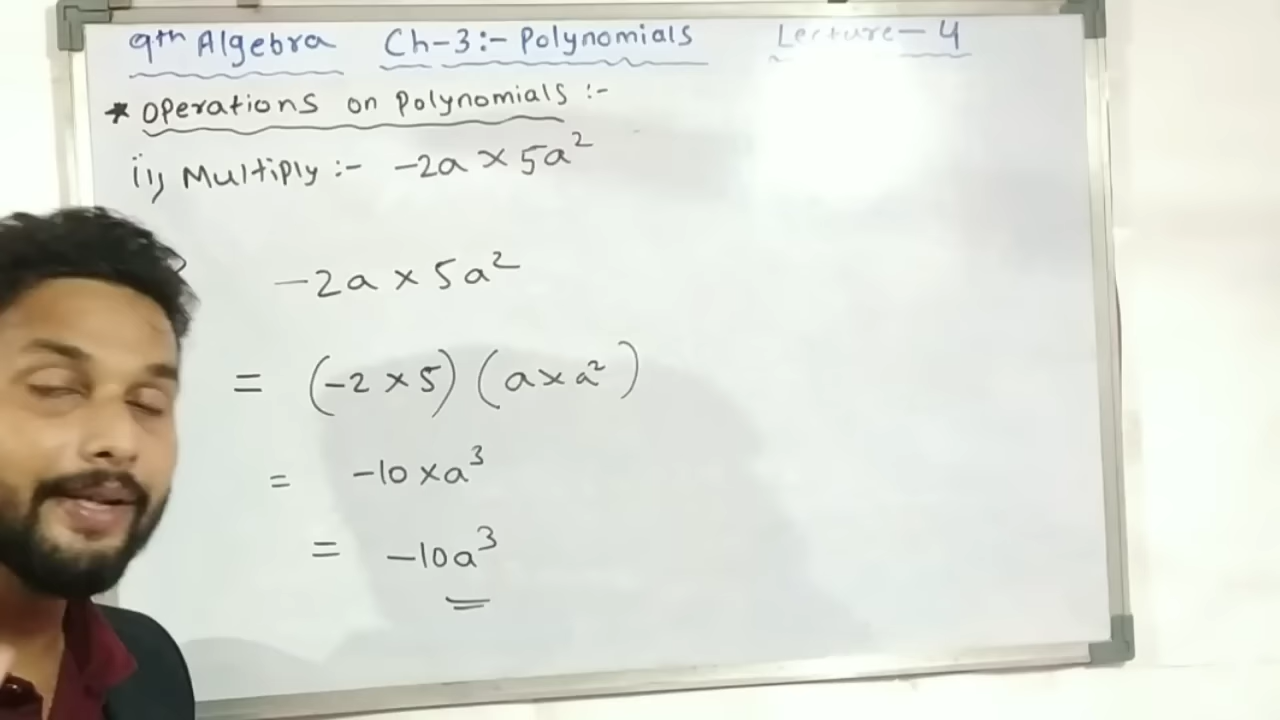 9th Algebra Ch-3:- Polynomials Lecture-4
* Operations on Polynomials :-
ii) Multiply :- -2a × 5a²
-2a × 5a²
= (-2 × 5) (a × a²)
= -10 × a³
= -10a³